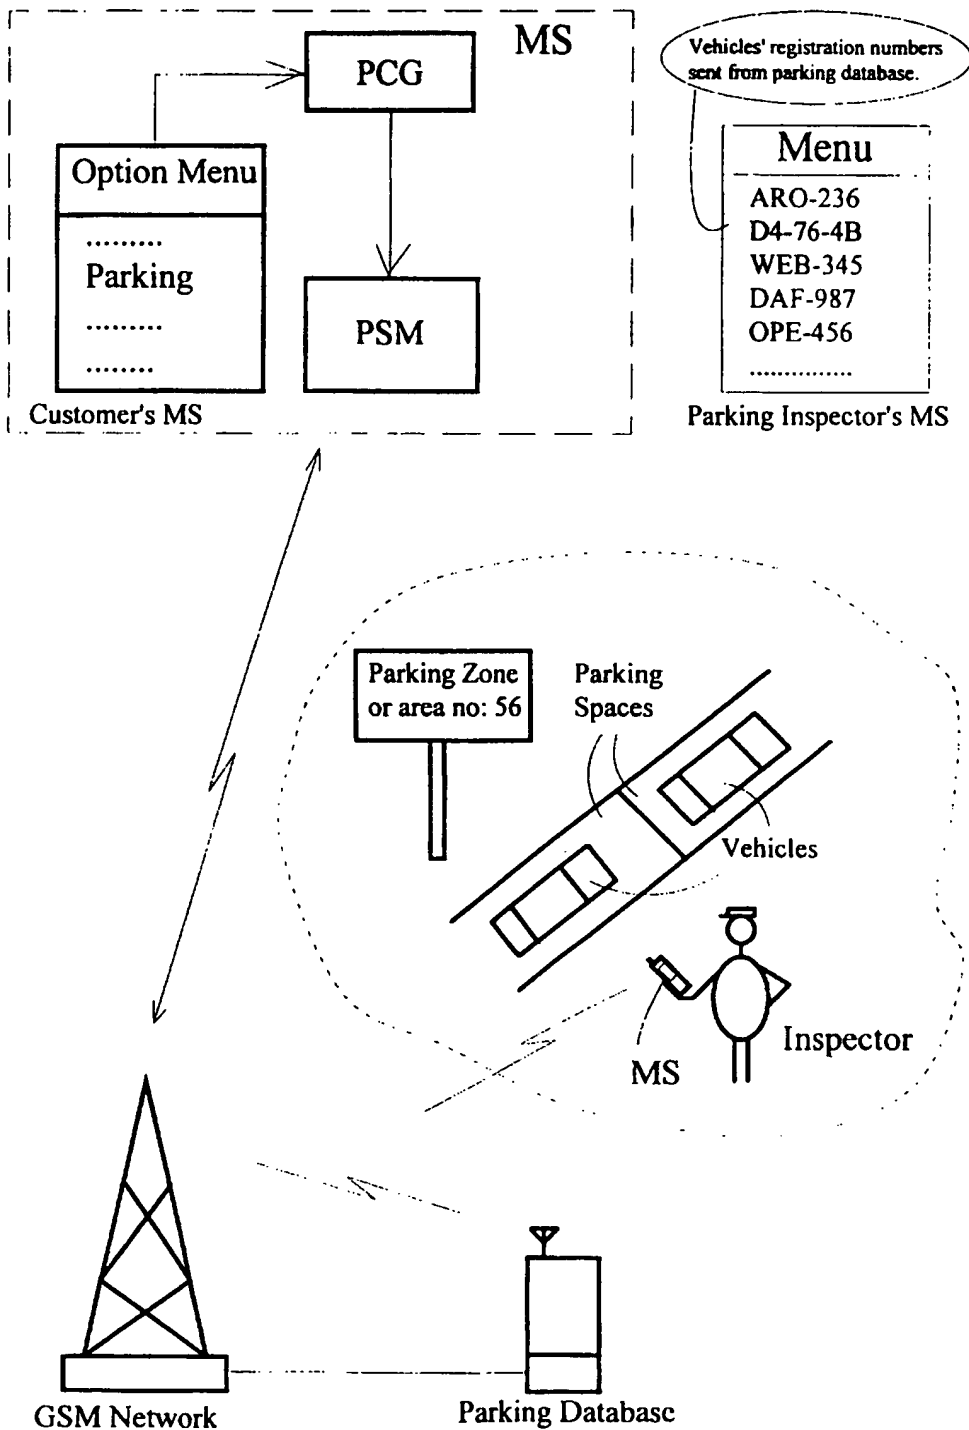 MS
PCG
Option Menu
.........
Parking
.........
........
PSM
Customer's MS
Vehicles' registration numbers
sent from parking database.
Menu
ARO-236
D4-76-4B
WEB-345
DAF-987
OPE-456
..............
Parking Inspector's MS
Parking Zone
or area no: 56
Parking
Spaces
Vehicles
MS
Inspector
GSM Network
Parking Database